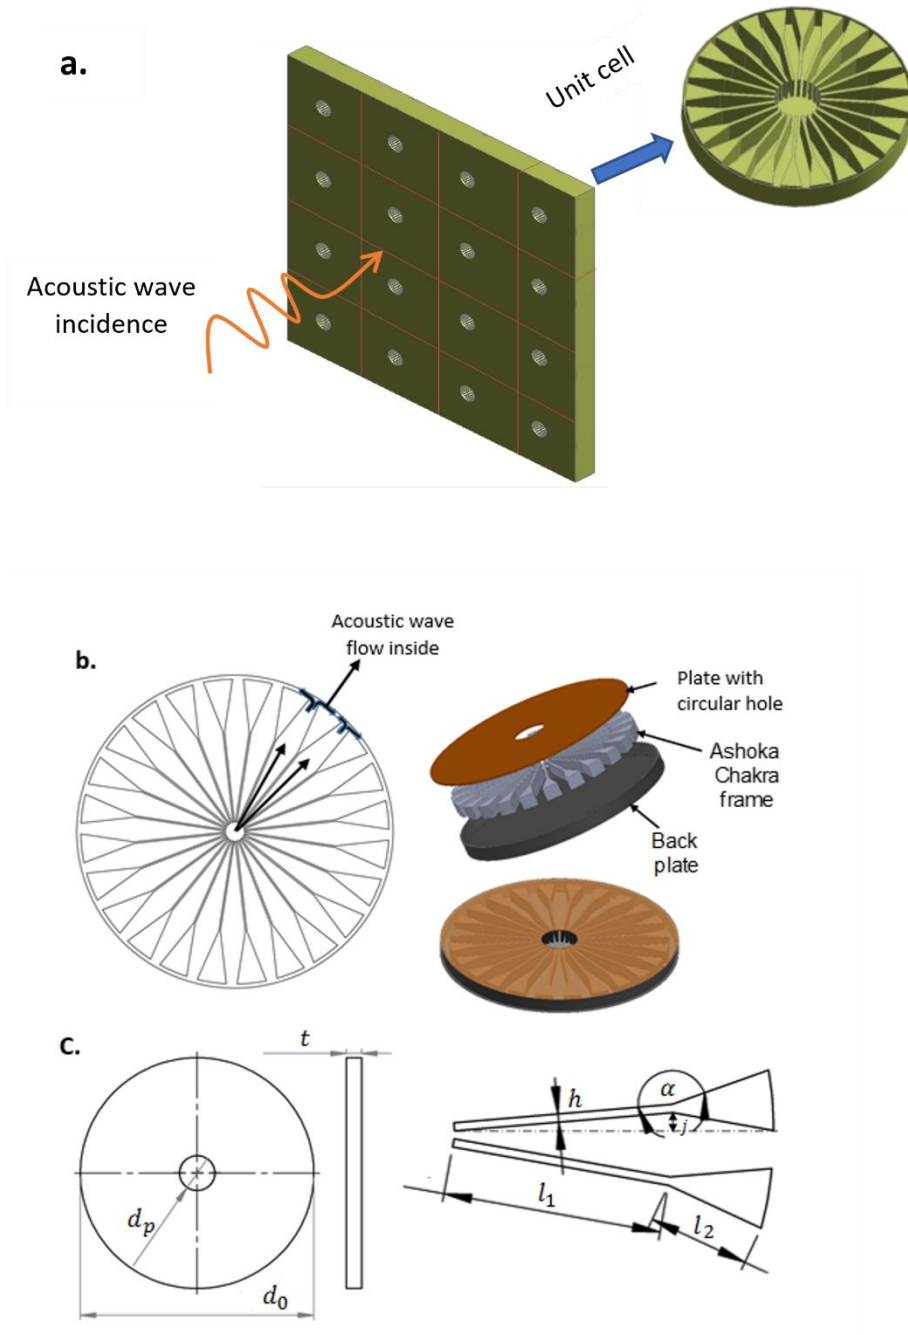 a.
Unit cell
Acoustic wave
incidence
b.
Acoustic wave
flow inside
Plate with
circular hole
Ashoka
Chakra
frame
Back
plate
C.
t
h
α
j
l₁
l₂
dₚ
d₀